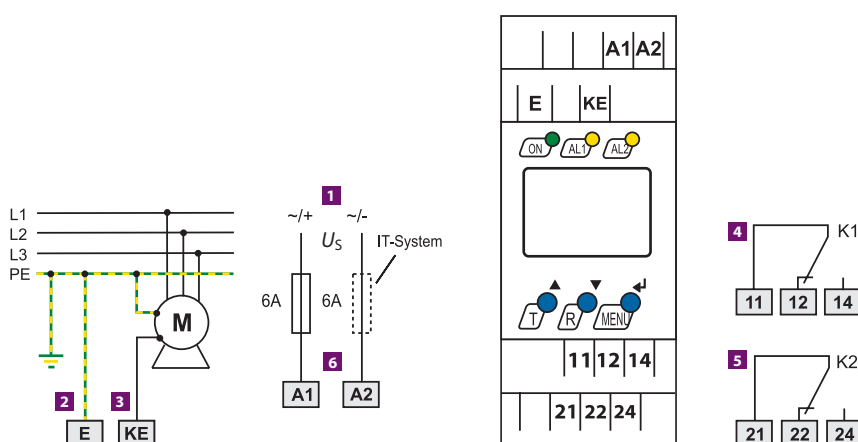 L1
L2
L3
PE
M
2
3
E
KE
1
~/+ ~/-
U_S
IT-System
6A 6A
6
A1 A2
A1 A2
E KE
ON AL1 AL2
▲ ▼ ↵
T R MENU
11 12 14
21 22 24
4
K1
11 12 14
5
K2
21 22 24